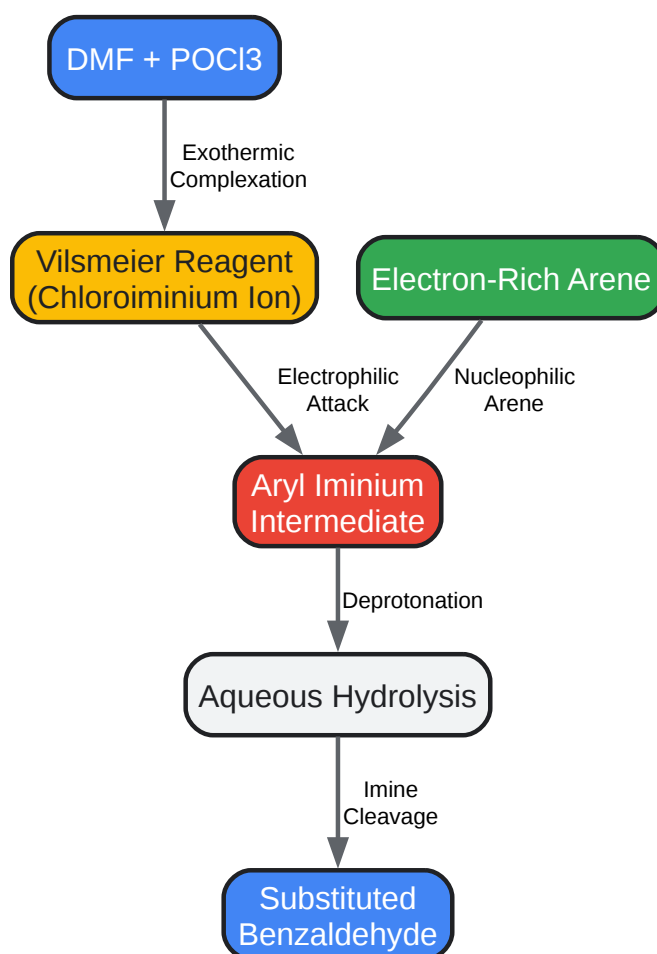 DMF + POCl3
Exothermic
Complexation
Vilsmeier Reagent
(Chloroiminium Ion)
Electron-Rich Arene
Electrophilic
Attack
Nucleophilic
Arene
Aryl Iminium
Intermediate
Deprotonation
Aqueous Hydrolysis
Imine
Cleavage
Substituted
Benzaldehyde